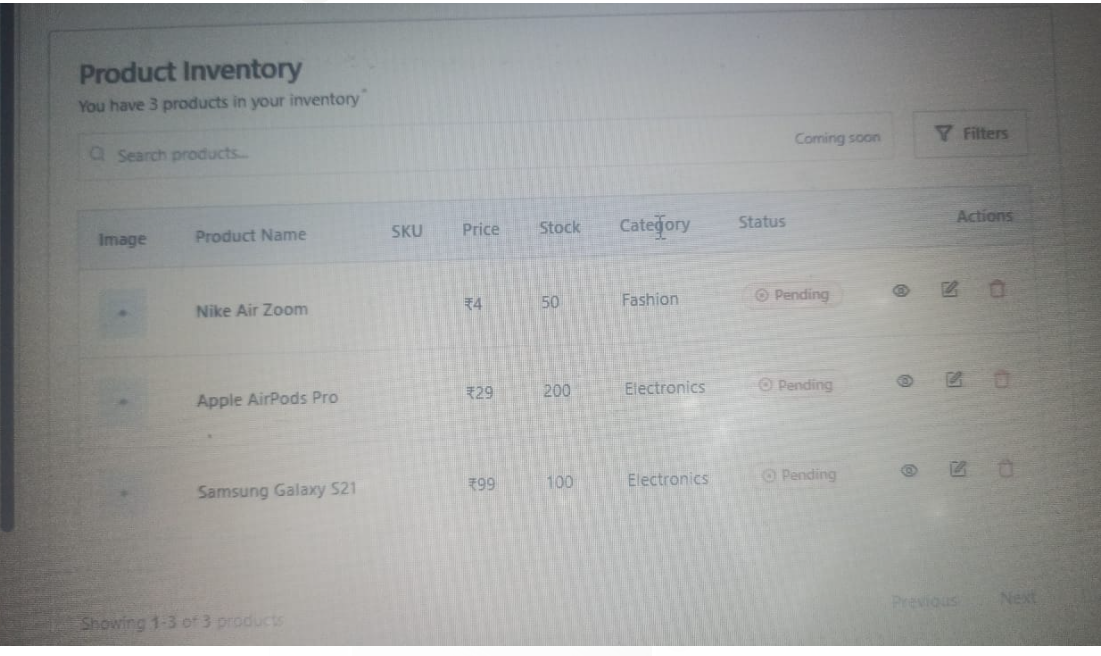 Product Inventory
You have 3 products in your inventory
Search products...
Coming soon
Filters
Image Product Name SKU Price Stock Category Status Actions
Nike Air Zoom ₹4 50 Fashion Pending
Apple AirPods Pro ₹29 200 Electronics Pending
Samsung Galaxy S21 ₹99 100 Electronics Pending
Showing 1-3 of 3 products
Previous Next